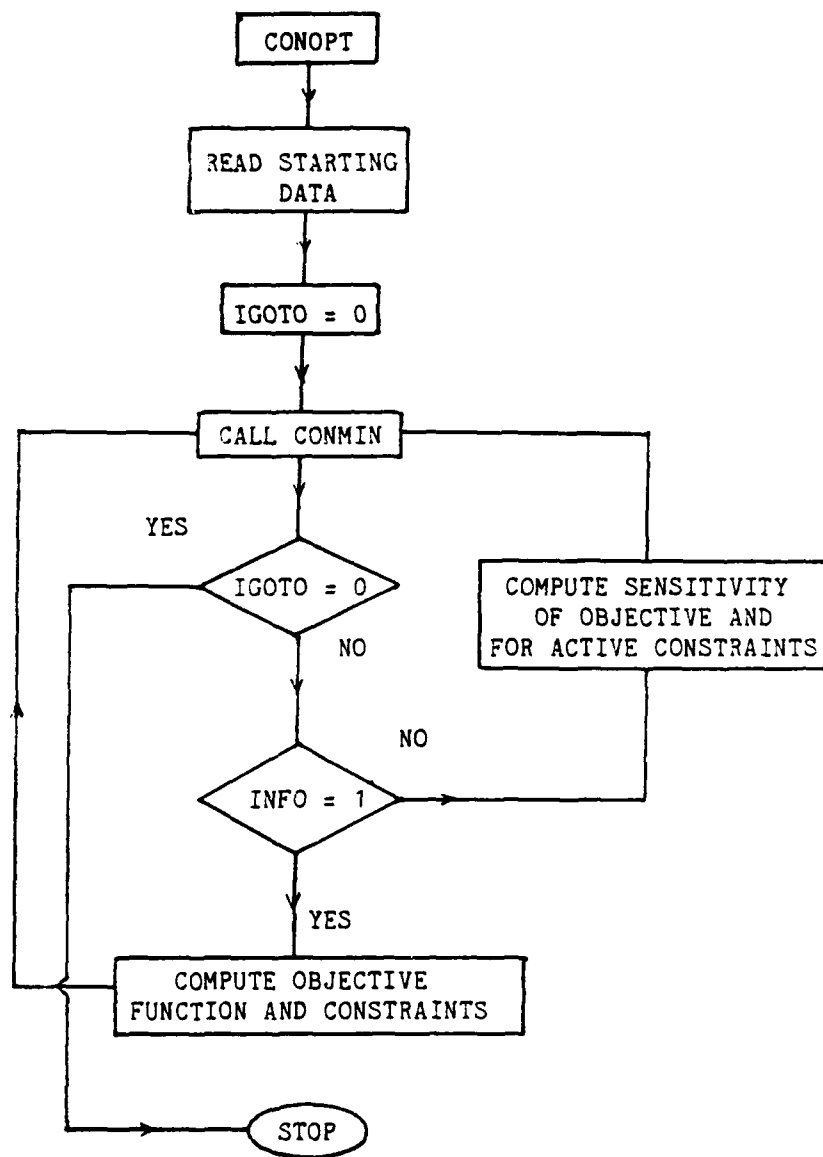 CONOPT
READ STARTING
DATA
IGOTO = 0
CALL CONMIN
YES
IGOTO = 0
NO
COMPUTE SENSITIVITY
OF OBJECTIVE AND
FOR ACTIVE CONSTRAINTS
NO
INFO = 1
YES
COMPUTE OBJECTIVE
FUNCTION AND CONSTRAINTS
STOP